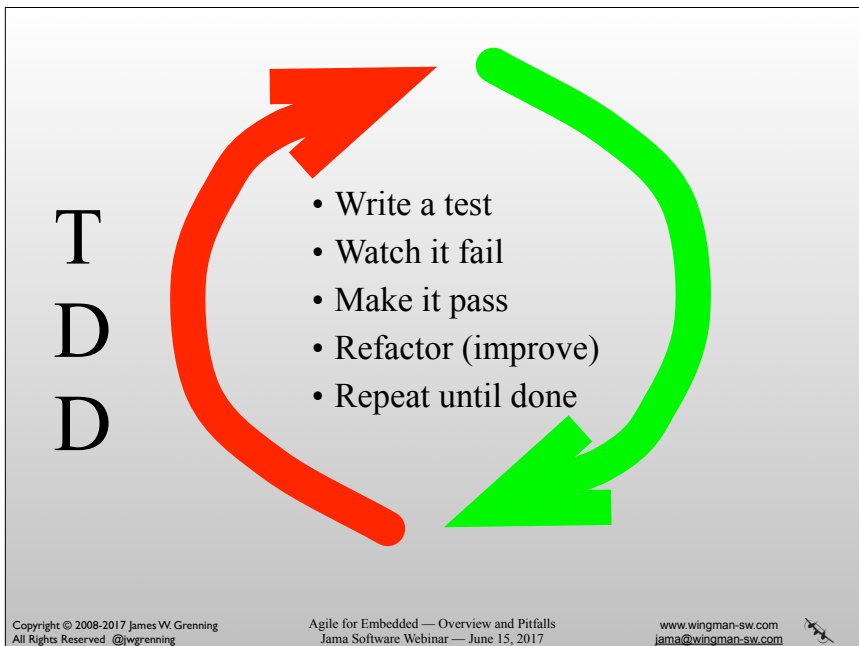 T
D
D
• Write a test
• Watch it fail
• Make it pass
• Refactor (improve)
• Repeat until done
Copyright © 2008-2017 James W. Grenning
All Rights Reserved @jwgrenning
Agile for Embedded — Overview and Pitfalls
Jama Software Webinar — June 15, 2017
www.wingman-sw.com
jama@wingman-sw.com